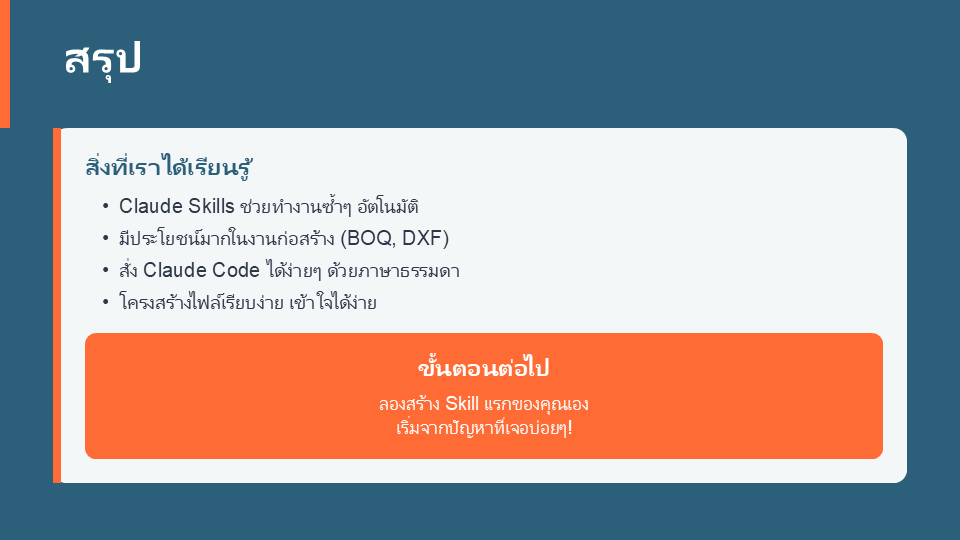 สรุป
สิ่งที่เราได้เรียนรู้
• Claude Skills ช่วยทำงานซ้ำๆ อัตโนมัติ
• มีประโยชน์มากในงานก่อสร้าง (BOQ, DXF)
• สั่ง Claude Code ได้ง่ายๆ ด้วยภาษาธรรมดา
• โครงสร้างไฟล์เรียบง่าย เข้าใจได้ง่าย
ขั้นตอนต่อไป
ลองสร้าง Skill แรกของคุณเอง
เริ่มจากปัญหาที่เจอบ่อยๆ!